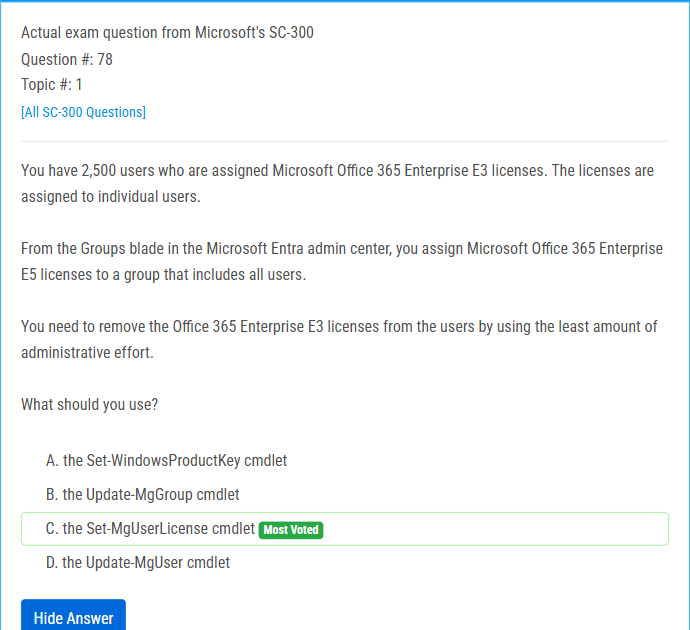 Actual exam question from Microsoft's SC-300
Question #: 78
Topic #: 1
[All SC-300 Questions]
You have 2,500 users who are assigned Microsoft Office 365 Enterprise E3 licenses. The licenses are
assigned to individual users.
From the Groups blade in the Microsoft Entra admin center, you assign Microsoft Office 365 Enterprise
E5 licenses to a group that includes all users.
You need to remove the Office 365 Enterprise E3 licenses from the users by using the least amount of
administrative effort.
What should you use?
A. the Set-WindowsProductKey cmdlet
B. the Update-MgGroup cmdlet
C. the Set-MgUserLicense cmdlet Most Voted
D. the Update-MgUser cmdlet
Hide Answer